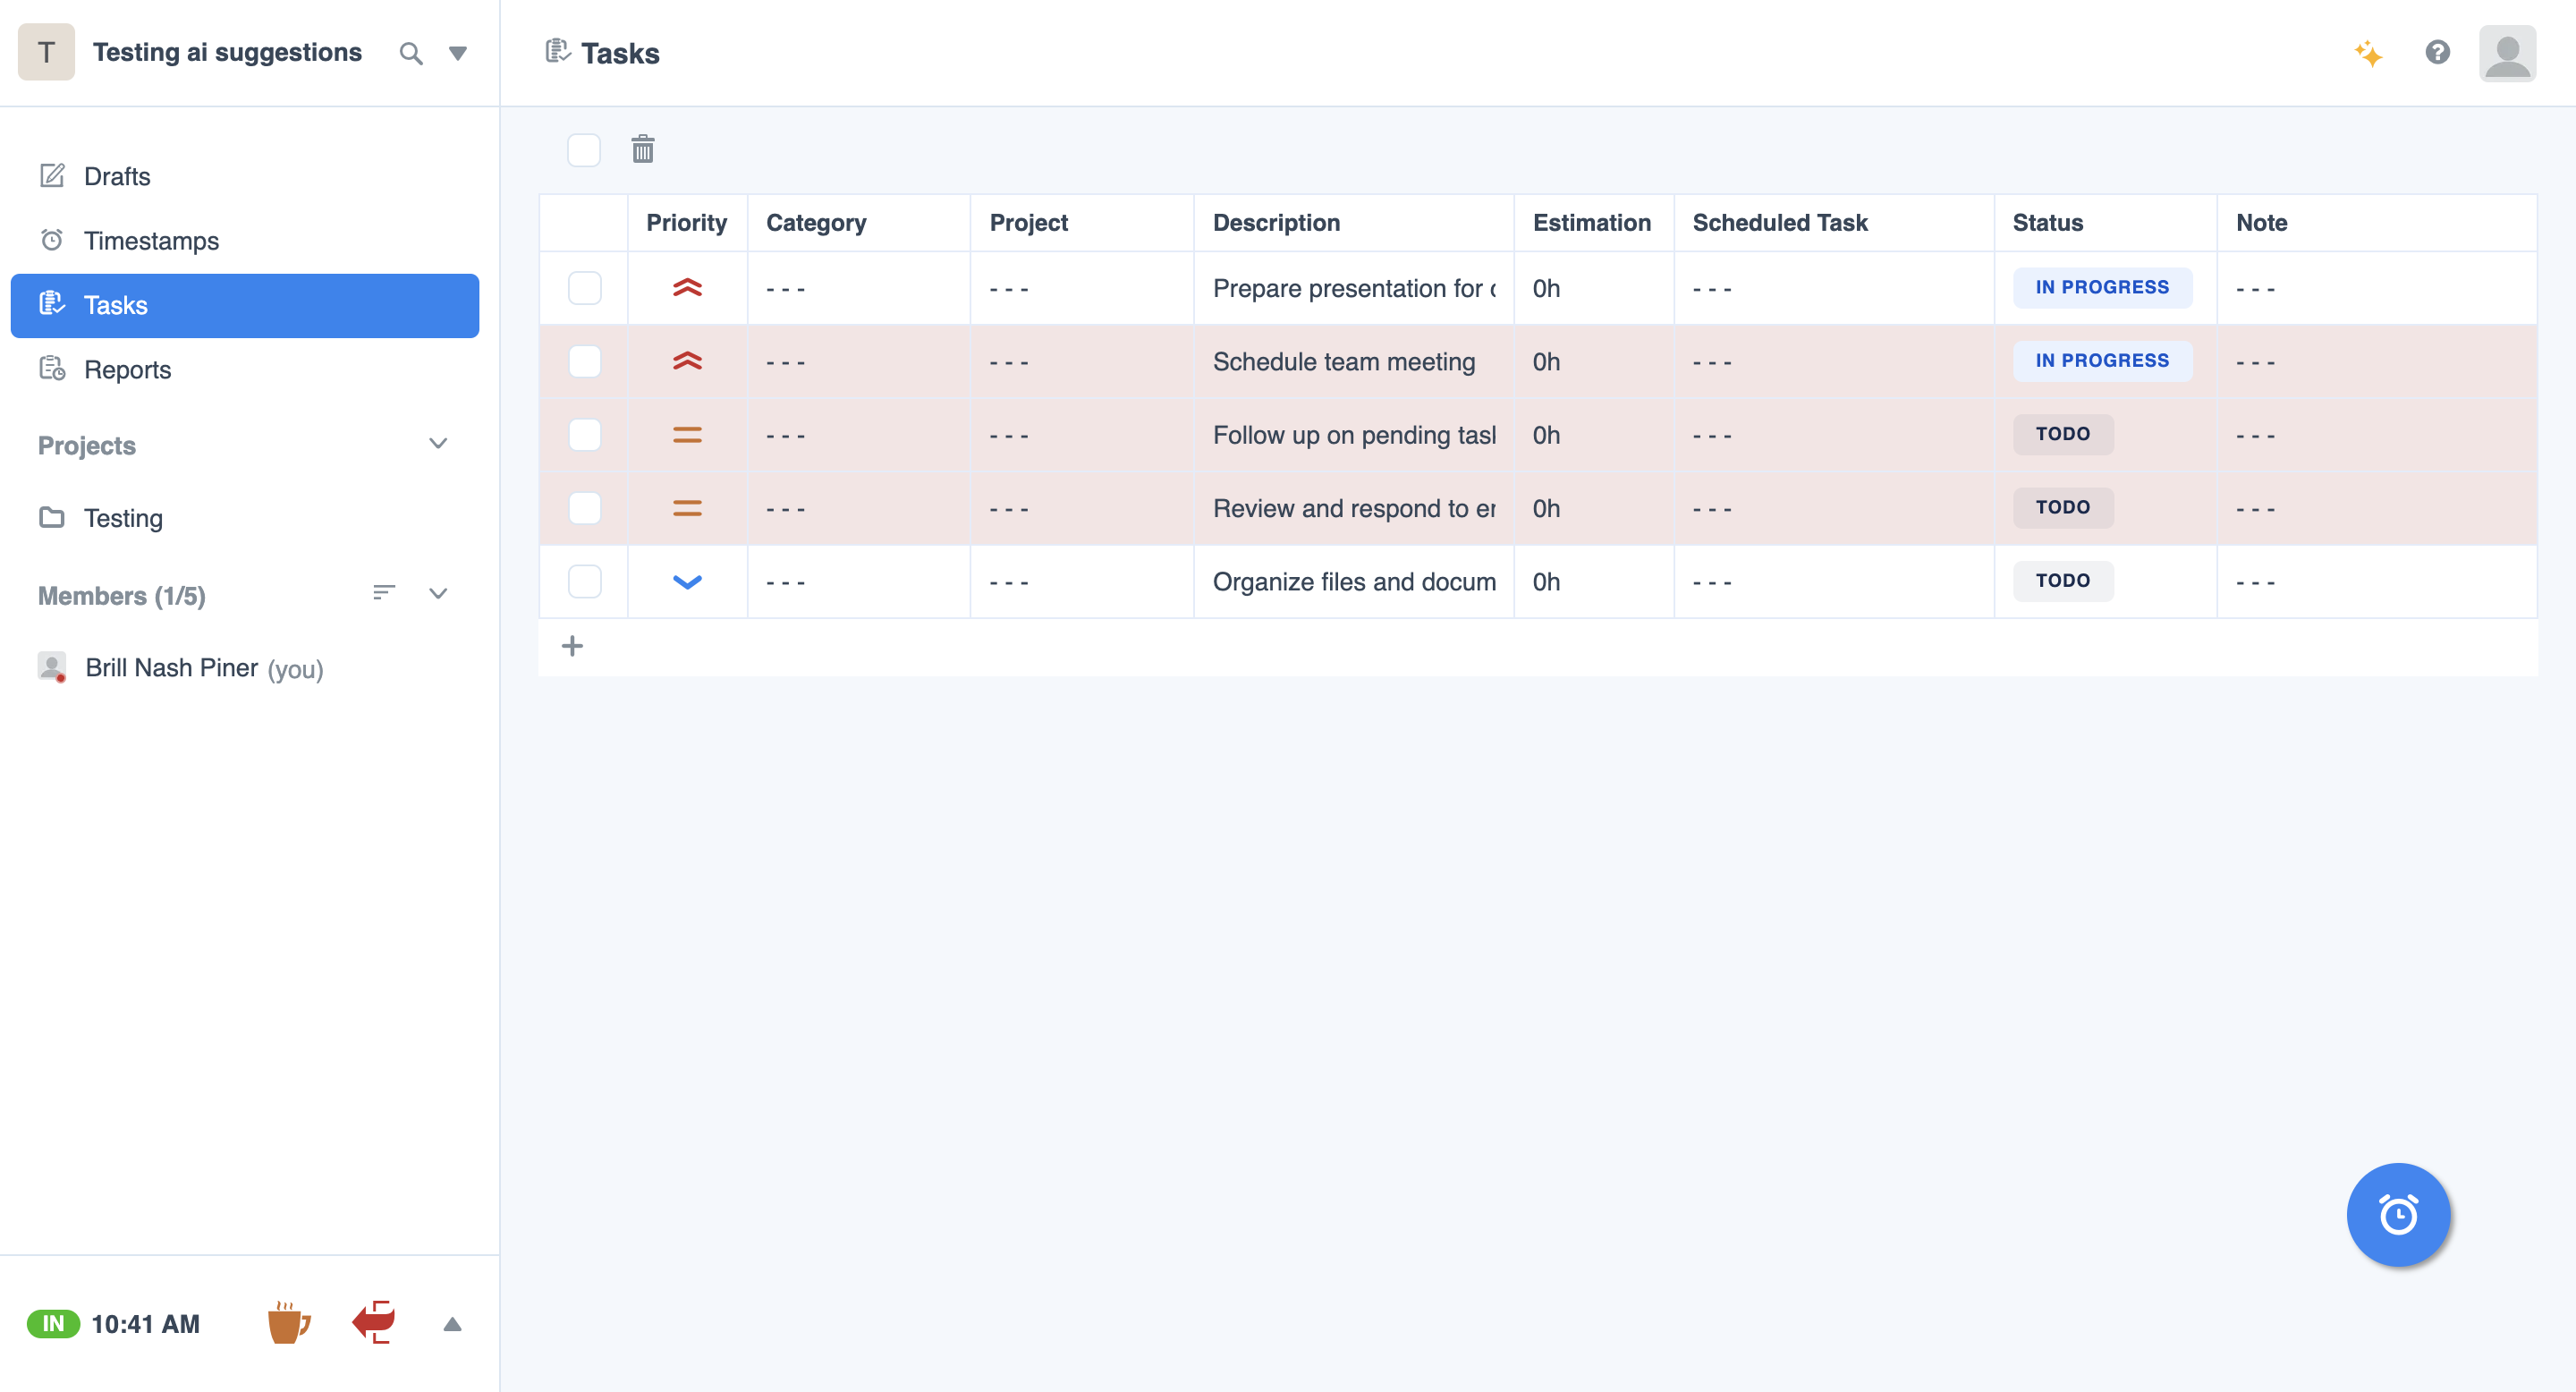 T Testing ai suggestions
Tasks
Drafts
Timestamps
Tasks
Reports
Projects
Testing
Members (1/5)
Brill Nash Piner (you)
IN 10:41 AM
Priority Category Project Description Estimation Scheduled Task Status Note
- - - - - - Prepare presentation for 0h - - - IN PROGRESS - - -
- - - - - - Schedule team meeting 0h - - - IN PROGRESS - - -
- - - - - - Follow up on pending 0h - - - TODO - - -
- - - - - - Review and respond to 0h - - - TODO - - -
- - - - - - Organize files and docum 0h - - - TODO - - -